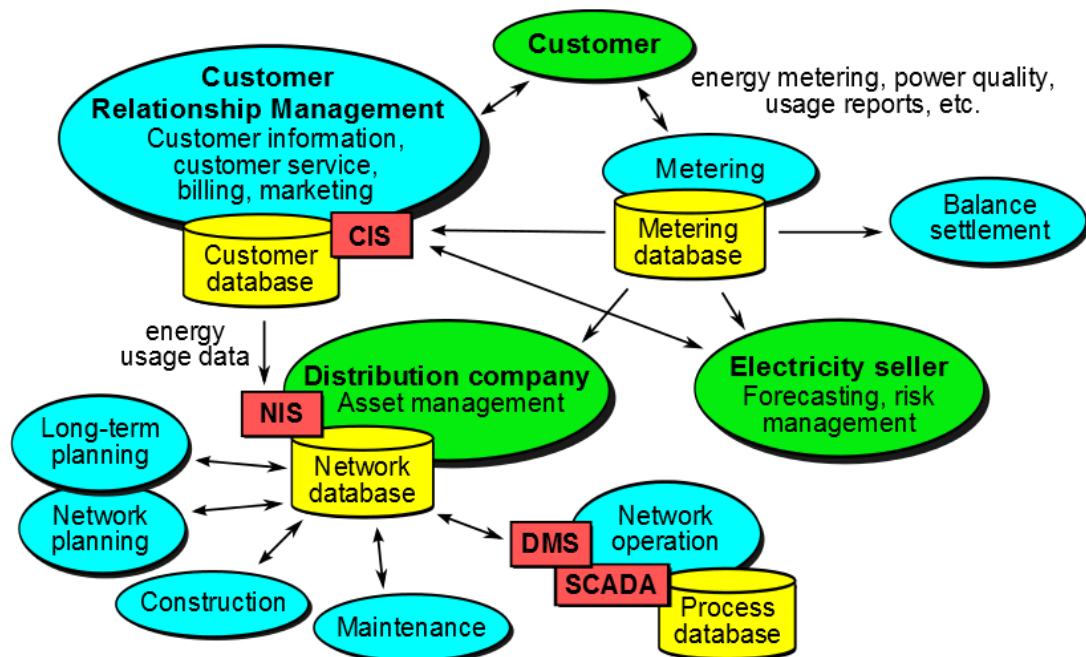 Customer
Customer
Relationship Management
Customer information,
customer service,
billing, marketing
energy metering, power quality,
usage reports, etc.
Metering
CIS
Customer
database
Metering
database
Balance
settlement
energy
usage data
Distribution company
Asset management
NIS
Electricity seller
Forecasting, risk
management
Long-term
planning
Network
database
Network
planning
Network
operation
DMS
SCADA
Construction
Maintenance
Process
database